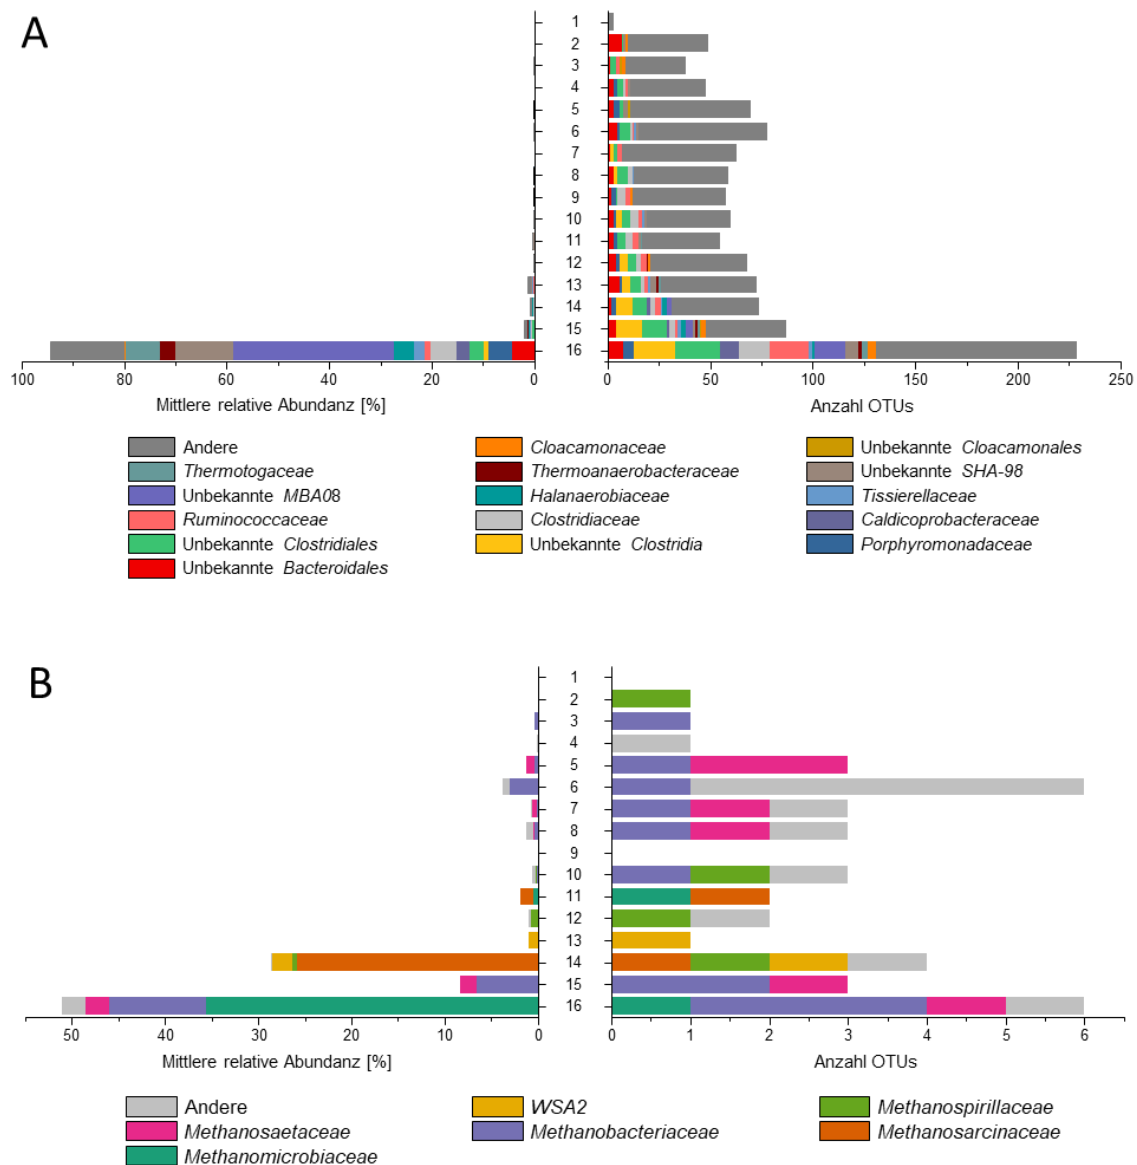 A
1
2
3
4
5
6
7
8
9
10
11
12
13
14
15
16
100 80 60 40 20 0 0 50 100 150 200 250
Mittlere relative Abundanz [%] Anzahl OTUs
Andere Cloacamonaceae Unbekannte Cloacamonales
Thermotogaceae Thermoanaerobacteraceae Unbekannte SHA-98
Unbekannte MBA08 Halanaerobiaceae Tissierellaceae
Ruminococcaceae Clostridiaceae Caldicoprobacteraceae
Unbekannte Clostridiales Unbekannte Clostridia Porphyromonadaceae
Unbekannte Bacteroidales
B
1
2
3
4
5
6
7
8
9
10
11
12
13
14
15
16
50 40 30 20 10 0 0 1 2 3 4 5 6
Mittlere relative Abundanz [%] Anzahl OTUs
Andere WSA2 Methanospirillaceae
Methanosaetaceae Methanobacteriaceae Methanosarcinaceae
Methanomicrobiaceae